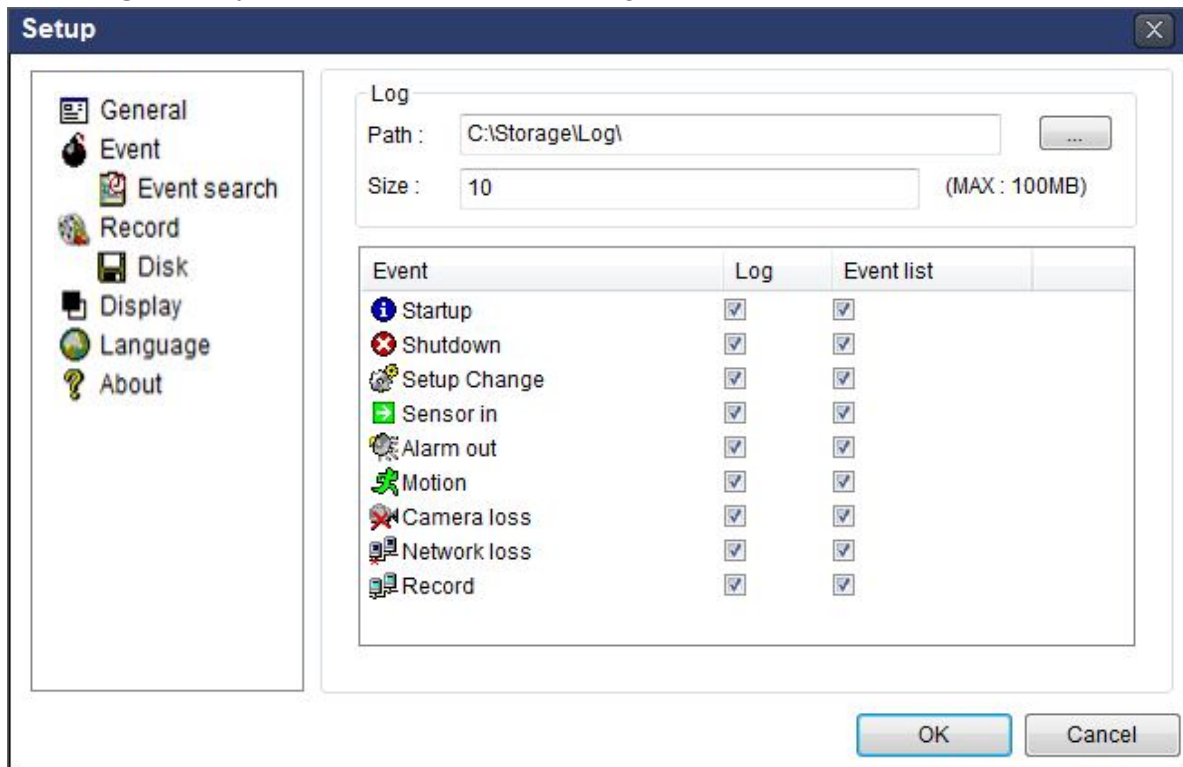 Setup
General
Event
Event search
Record
Disk
Display
Language
About
Log
Path : C:\Storage\Log\ ...
Size : 10 (MAX : 100MB)
Event Log Event list
Startup
Shutdown
Setup Change
Sensor in
Alarm out
Motion
Camera loss
Network loss
Record
OK Cancel